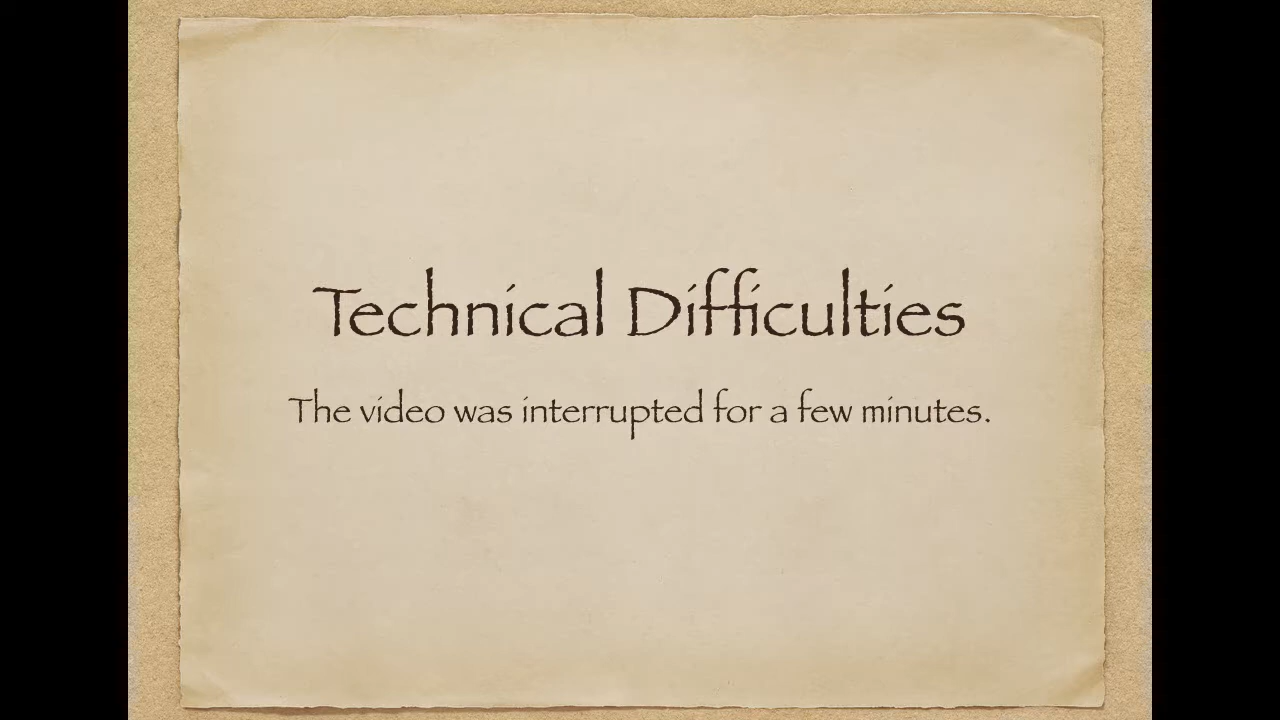 Technical Difficulties
The video was interrupted for a few minutes.